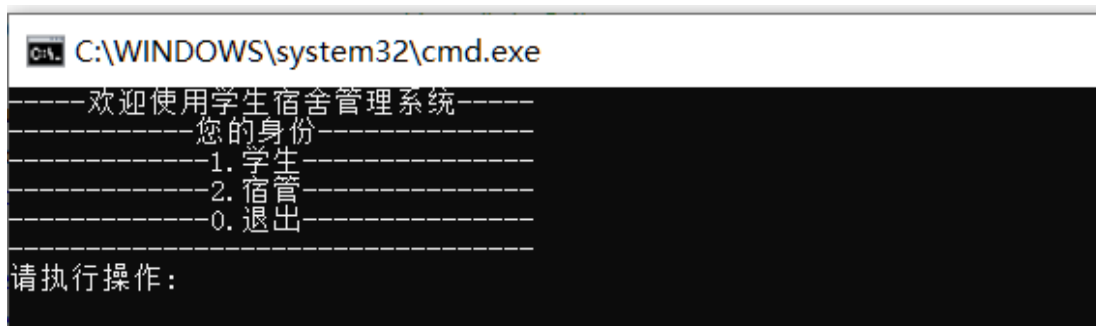 C:\WINDOWS\system32\cmd.exe
-----欢迎使用学生宿舍管理系统-----
------------您的身份--------------
-------------1.学生---------------
-------------2.宿管---------------
-------------0.退出---------------
----------------------------------
请执行操作：